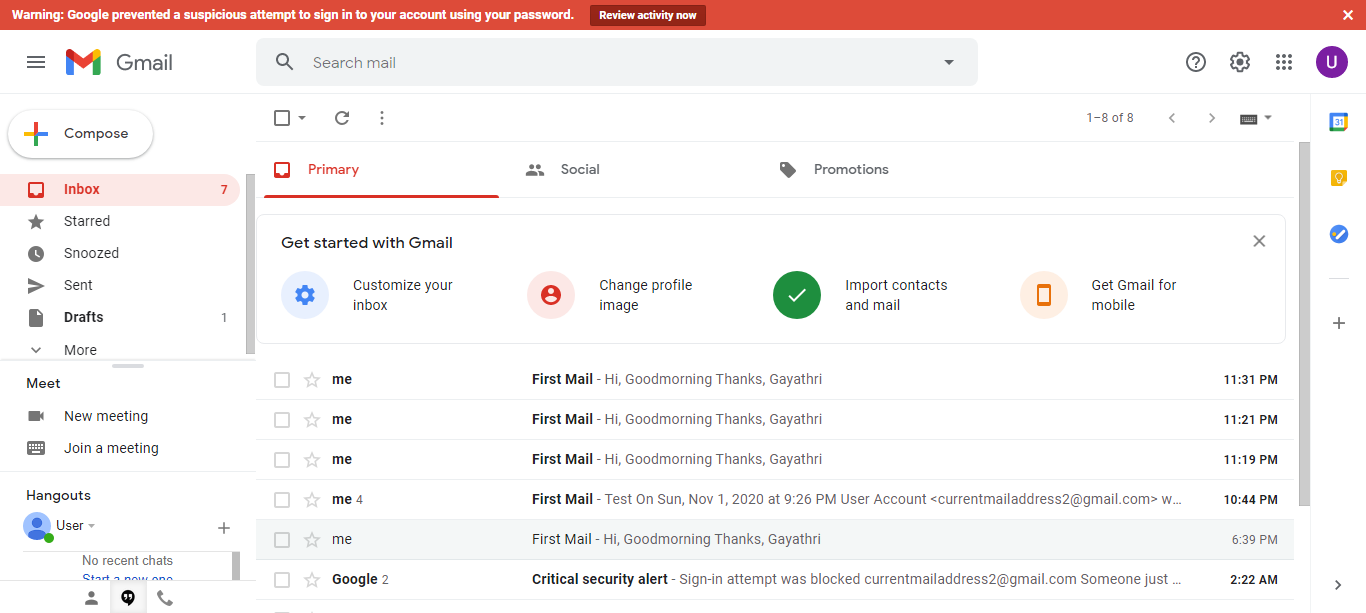 Warning: Google prevented a suspicious attempt to sign in to your account using your password. Review activity now
Gmail
Search mail
U
Compose
1–8 of 8
31
Primary
Social
Promotions
Inbox 7
Starred
Snoozed
Sent
Drafts 1
More
Get started with Gmail
Customize your
inbox
Change profile
image
Import contacts
and mail
Get Gmail for
mobile
Meet
New meeting
Join a meeting
Hangouts
User
No recent chats
Start a new one
me First Mail - Hi, Goodmorning Thanks, Gayathri 11:31 PM
me First Mail - Hi, Goodmorning Thanks, Gayathri 11:21 PM
me First Mail - Hi, Goodmorning Thanks, Gayathri 11:19 PM
me 4 First Mail - Test On Sun, Nov 1, 2020 at 9:26 PM User Account <currentmailaddress2@gmail.com> w… 10:44 PM
me First Mail - Hi, Goodmorning Thanks, Gayathri 6:39 PM
Google 2 Critical security alert - Sign-in attempt was blocked currentmailaddress2@gmail.com Someone just … 2:22 AM